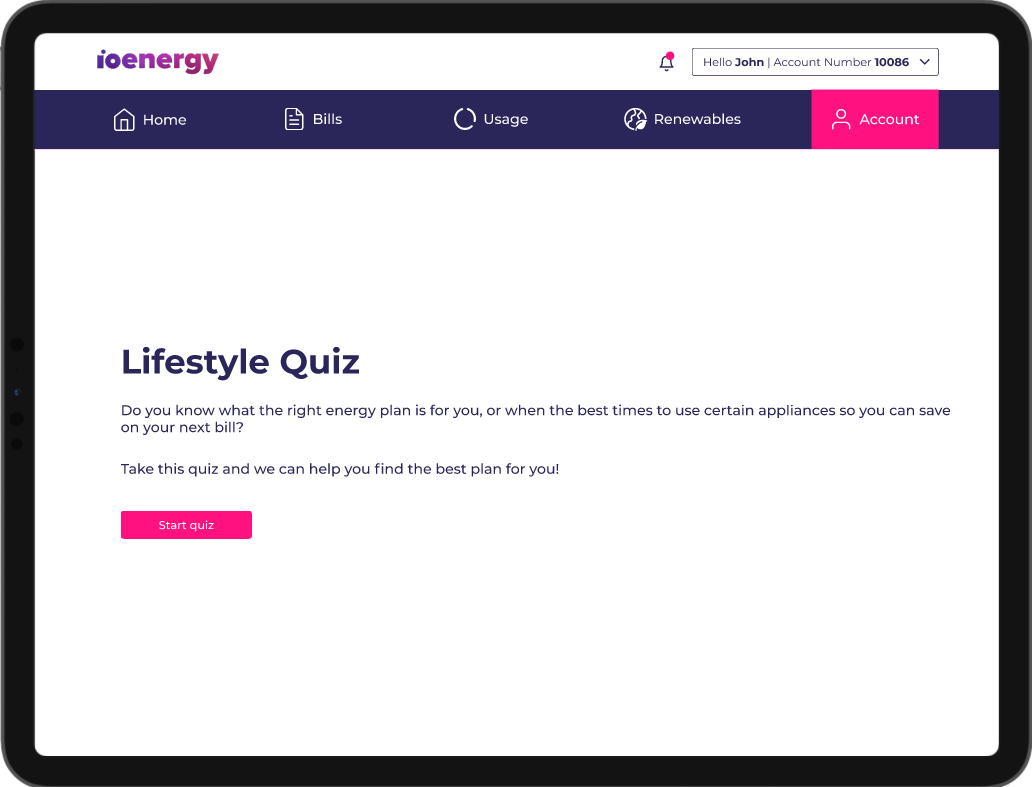 ioenergy
Hello John | Account Number 10086
Home
Bills
Usage
Renewables
Account
Lifestyle Quiz
Do you know what the right energy plan is for you, or when the best times to use certain appliances so you can save
on your next bill?
Take this quiz and we can help you find the best plan for you!
Start quiz